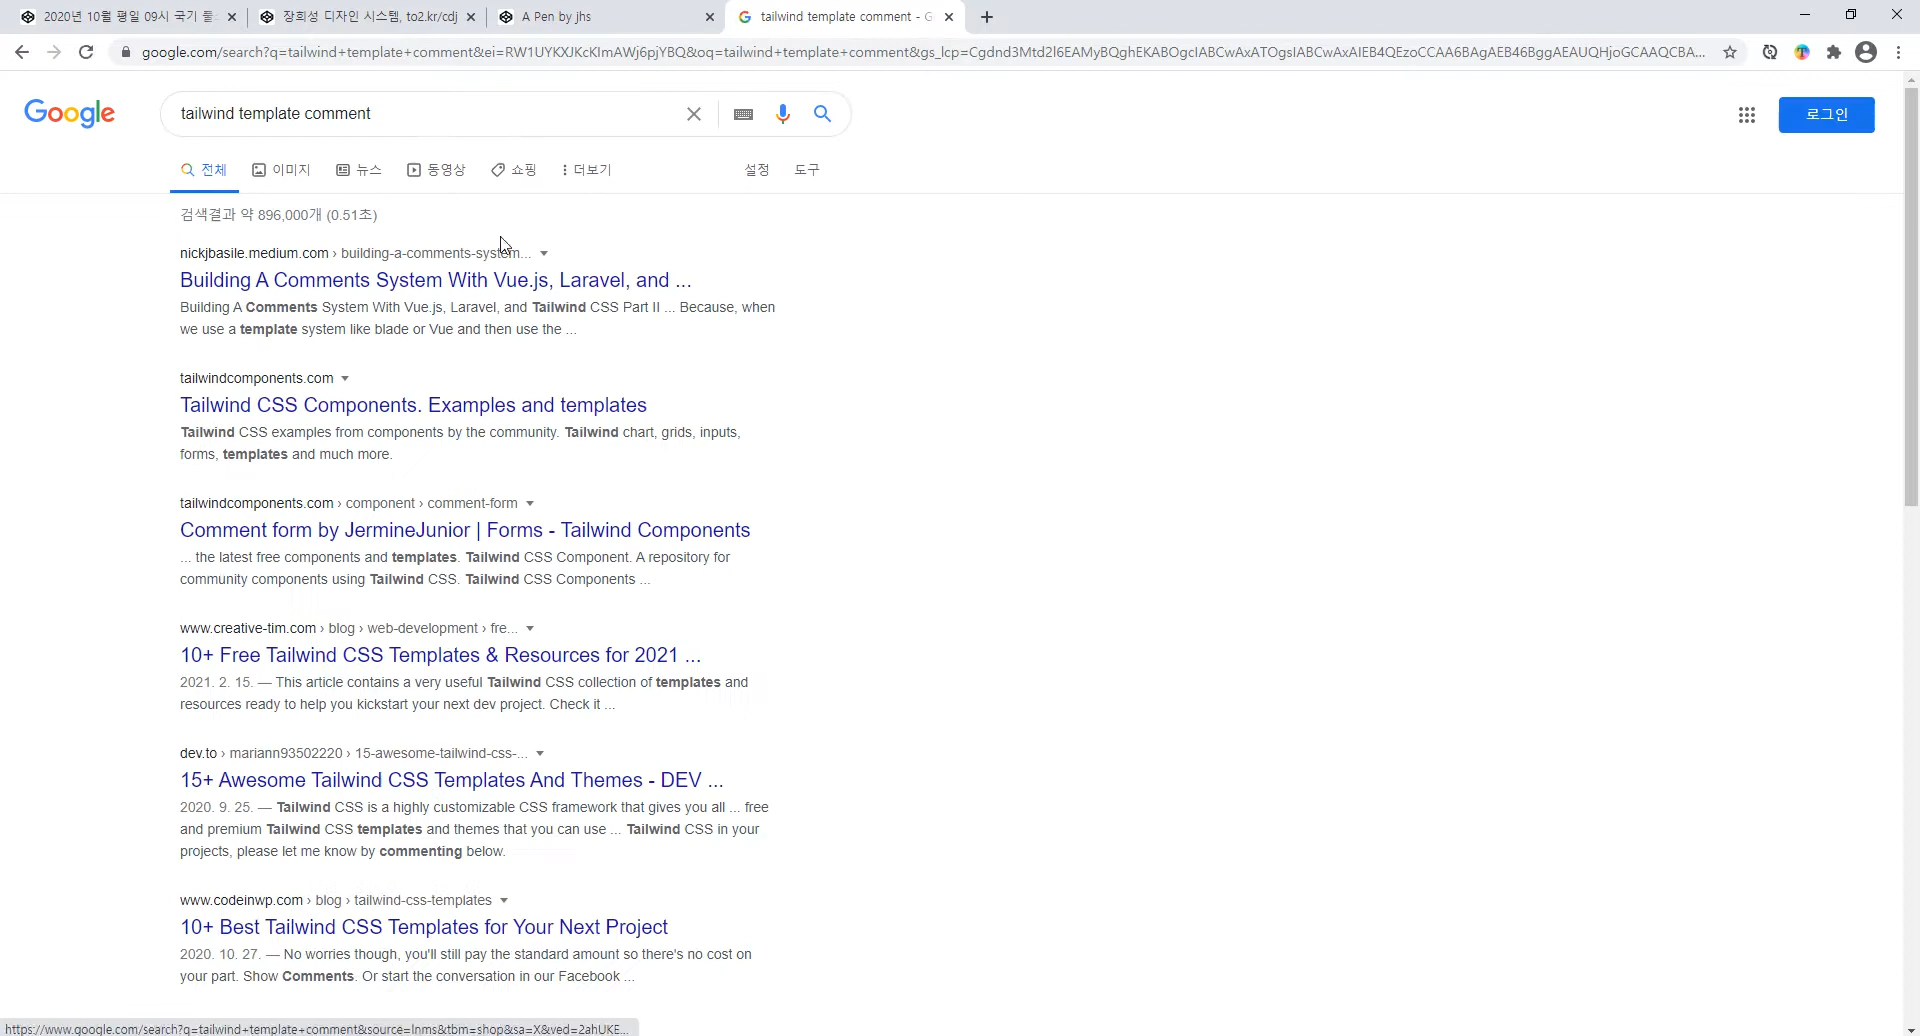 2020년 10월 평일 09시 국기 
장희성 디자인 시스템, to2.kr/cdj
A Pen by jhs
tailwind template comment - G
google.com/search?q=tailwind+template+comment&ei=RW1UYKXJKcKImAWj6pjYBQ&oq=tailwind+template+comment&gs_lcp=Cgdnd3Mtd2l6EAMyBQghEKABOgcIABCwAxATOgsIABCwAxAIEB4QEzoCCAA6BAgAEB46BggAEAUQHjoGCAAQCBA...
Google
tailwind template comment
로그인
전체 이미지 뉴스 동영상 쇼핑 더보기 설정 도구
검색결과 약 896,000개 (0.51초)
nickjbasile.medium.com › building-a-comments-system...
Building A Comments System With Vue.js, Laravel, and ...
Building A Comments System With Vue.js, Laravel, and Tailwind CSS Part II ... Because, when
we use a template system like blade or Vue and then use the ...
tailwindcomponents.com
Tailwind CSS Components. Examples and templates
Tailwind CSS examples from components by the community. Tailwind chart, grids, inputs,
forms, templates and much more.
tailwindcomponents.com › component › comment-form
Comment form by JermineJunior | Forms - Tailwind Components
... the latest free components and templates. Tailwind CSS Component. A repository for
community components using Tailwind CSS. Tailwind CSS Components ...
www.creative-tim.com › blog › web-development › fre...
10+ Free Tailwind CSS Templates & Resources for 2021 ...
2021. 2. 15. — This article contains a very useful Tailwind CSS collection of templates and
resources ready to help you kickstart your next dev project. Check it ...
dev.to › mariann93502220 › 15-awesome-tailwind-css-...
15+ Awesome Tailwind CSS Templates And Themes - DEV ...
2020. 9. 25. — Tailwind CSS is a highly customizable CSS framework that gives you all ... free
and premium Tailwind CSS templates and themes that you can use ... Tailwind CSS in your
projects, please let me know by commenting below.
www.codeinwp.com › blog › tailwind-css-templates
10+ Best Tailwind CSS Templates for Your Next Project
2020. 10. 27. — No worries though, you'll still pay the standard amount so there's no cost on
your part. Show Comments. Or start the conversation in our Facebook ...
https://www.google.com/search?q=tailwind+template+comment&source=lnms&tbm=shop&sa=X&ved=2ahUKE...